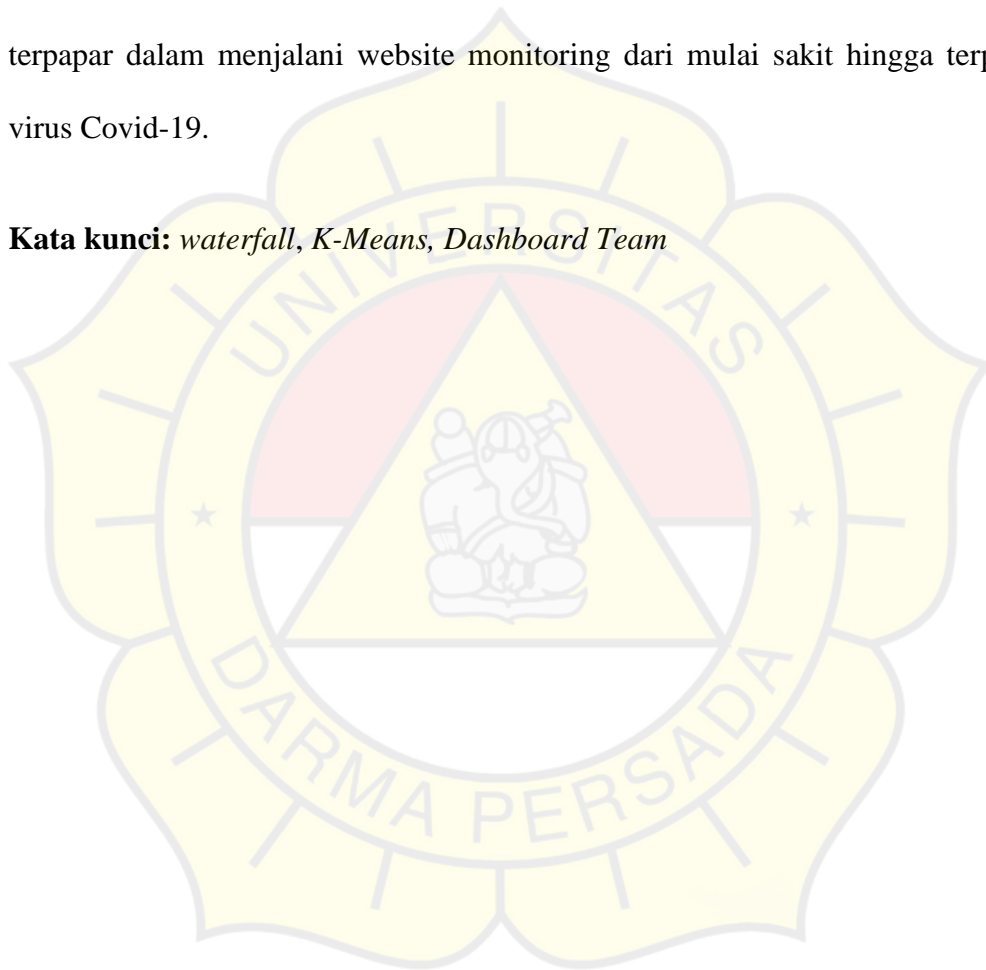 terpapar dalam menjalani website monitoring dari mulai sakit hingga
virus Covid-19.
Kata kunci: waterfall, K-Means, Dashboard Team
UNIVERSITAS
DARMA PERSADA